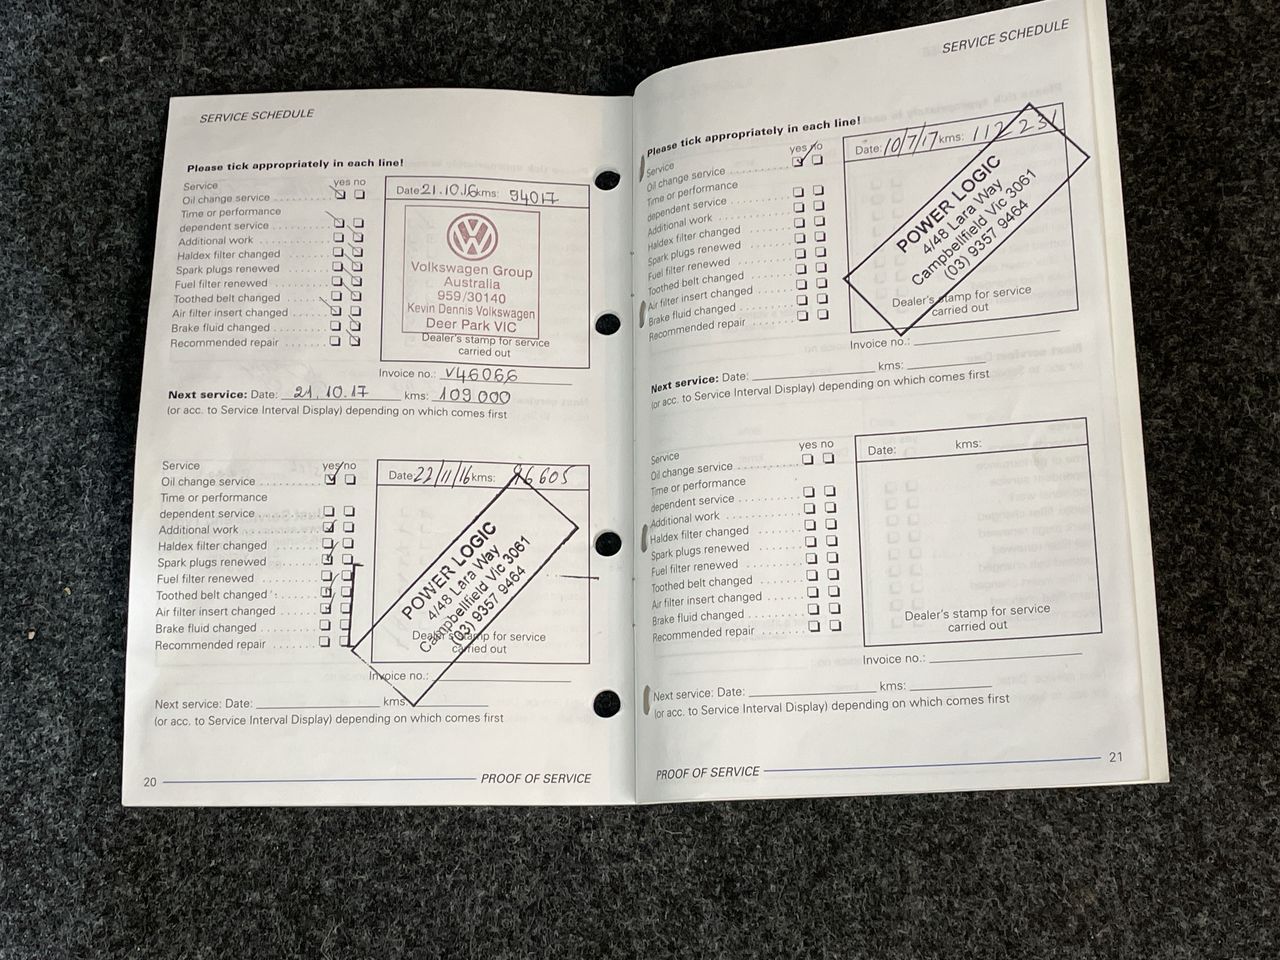 SERVICE SCHEDULE
Please tick appropriately in each line!
Service yes no
Oil change service
Time or performance
dependent service
Additional work
Haldex filter changed
Spark plugs renewed
Fuel filter renewed
Toothed belt changed
Air filter insert changed
Brake fluid changed
Recommended repair
Date 21.10.16 kms: 94017
Volkswagen Group
Australia
959/30140
Kevin Dennis Volkswagen
Deer Park VIC
Dealer's stamp for service
carried out
Invoice no.: V46066
Next service: Date: 21.10.17 kms: 109 000
(or acc. to Service Interval Display) depending on which comes first
Service yes no
Oil change service
Time or performance
dependent service
Additional work
Haldex filter changed
Spark plugs renewed
Fuel filter renewed
Toothed belt changed
Air filter insert changed
Brake fluid changed
Recommended repair
Date 22/11/16 kms: 96605
POWER LOGIC
4/48 Lara Way
Campbellfield Vic 3061
(03) 9357 9464
Dealer's stamp for service
carried out
Invoice no.:
Next service: Date: kms:
(or acc. to Service Interval Display) depending on which comes first
20 PROOF OF SERVICE
SERVICE SCHEDULE
Please tick appropriately in each line!
Service yes no
Oil change service
Time or performance
dependent service
Additional work
Haldex filter changed
Spark plugs renewed
Fuel filter renewed
Toothed belt changed
Air filter insert changed
Brake fluid changed
Recommended repair
Date: 10/7/17 kms: 112 231
POWER LOGIC
4/48 Lara Way
Campbellfield Vic 3061
(03) 9357 9464
Dealer's stamp for service
carried out
Invoice no.:
Next service: Date: kms:
(or acc. to Service Interval Display) depending on which comes first
Service yes no
Oil change service
Time or performance
dependent service
Additional work
Haldex filter changed
Spark plugs renewed
Fuel filter renewed
Toothed belt changed
Air filter insert changed
Brake fluid changed
Recommended repair
Date: kms:
Dealer's stamp for service
carried out
Invoice no.:
Next service: Date: kms:
(or acc. to Service Interval Display) depending on which comes first
PROOF OF SERVICE 21